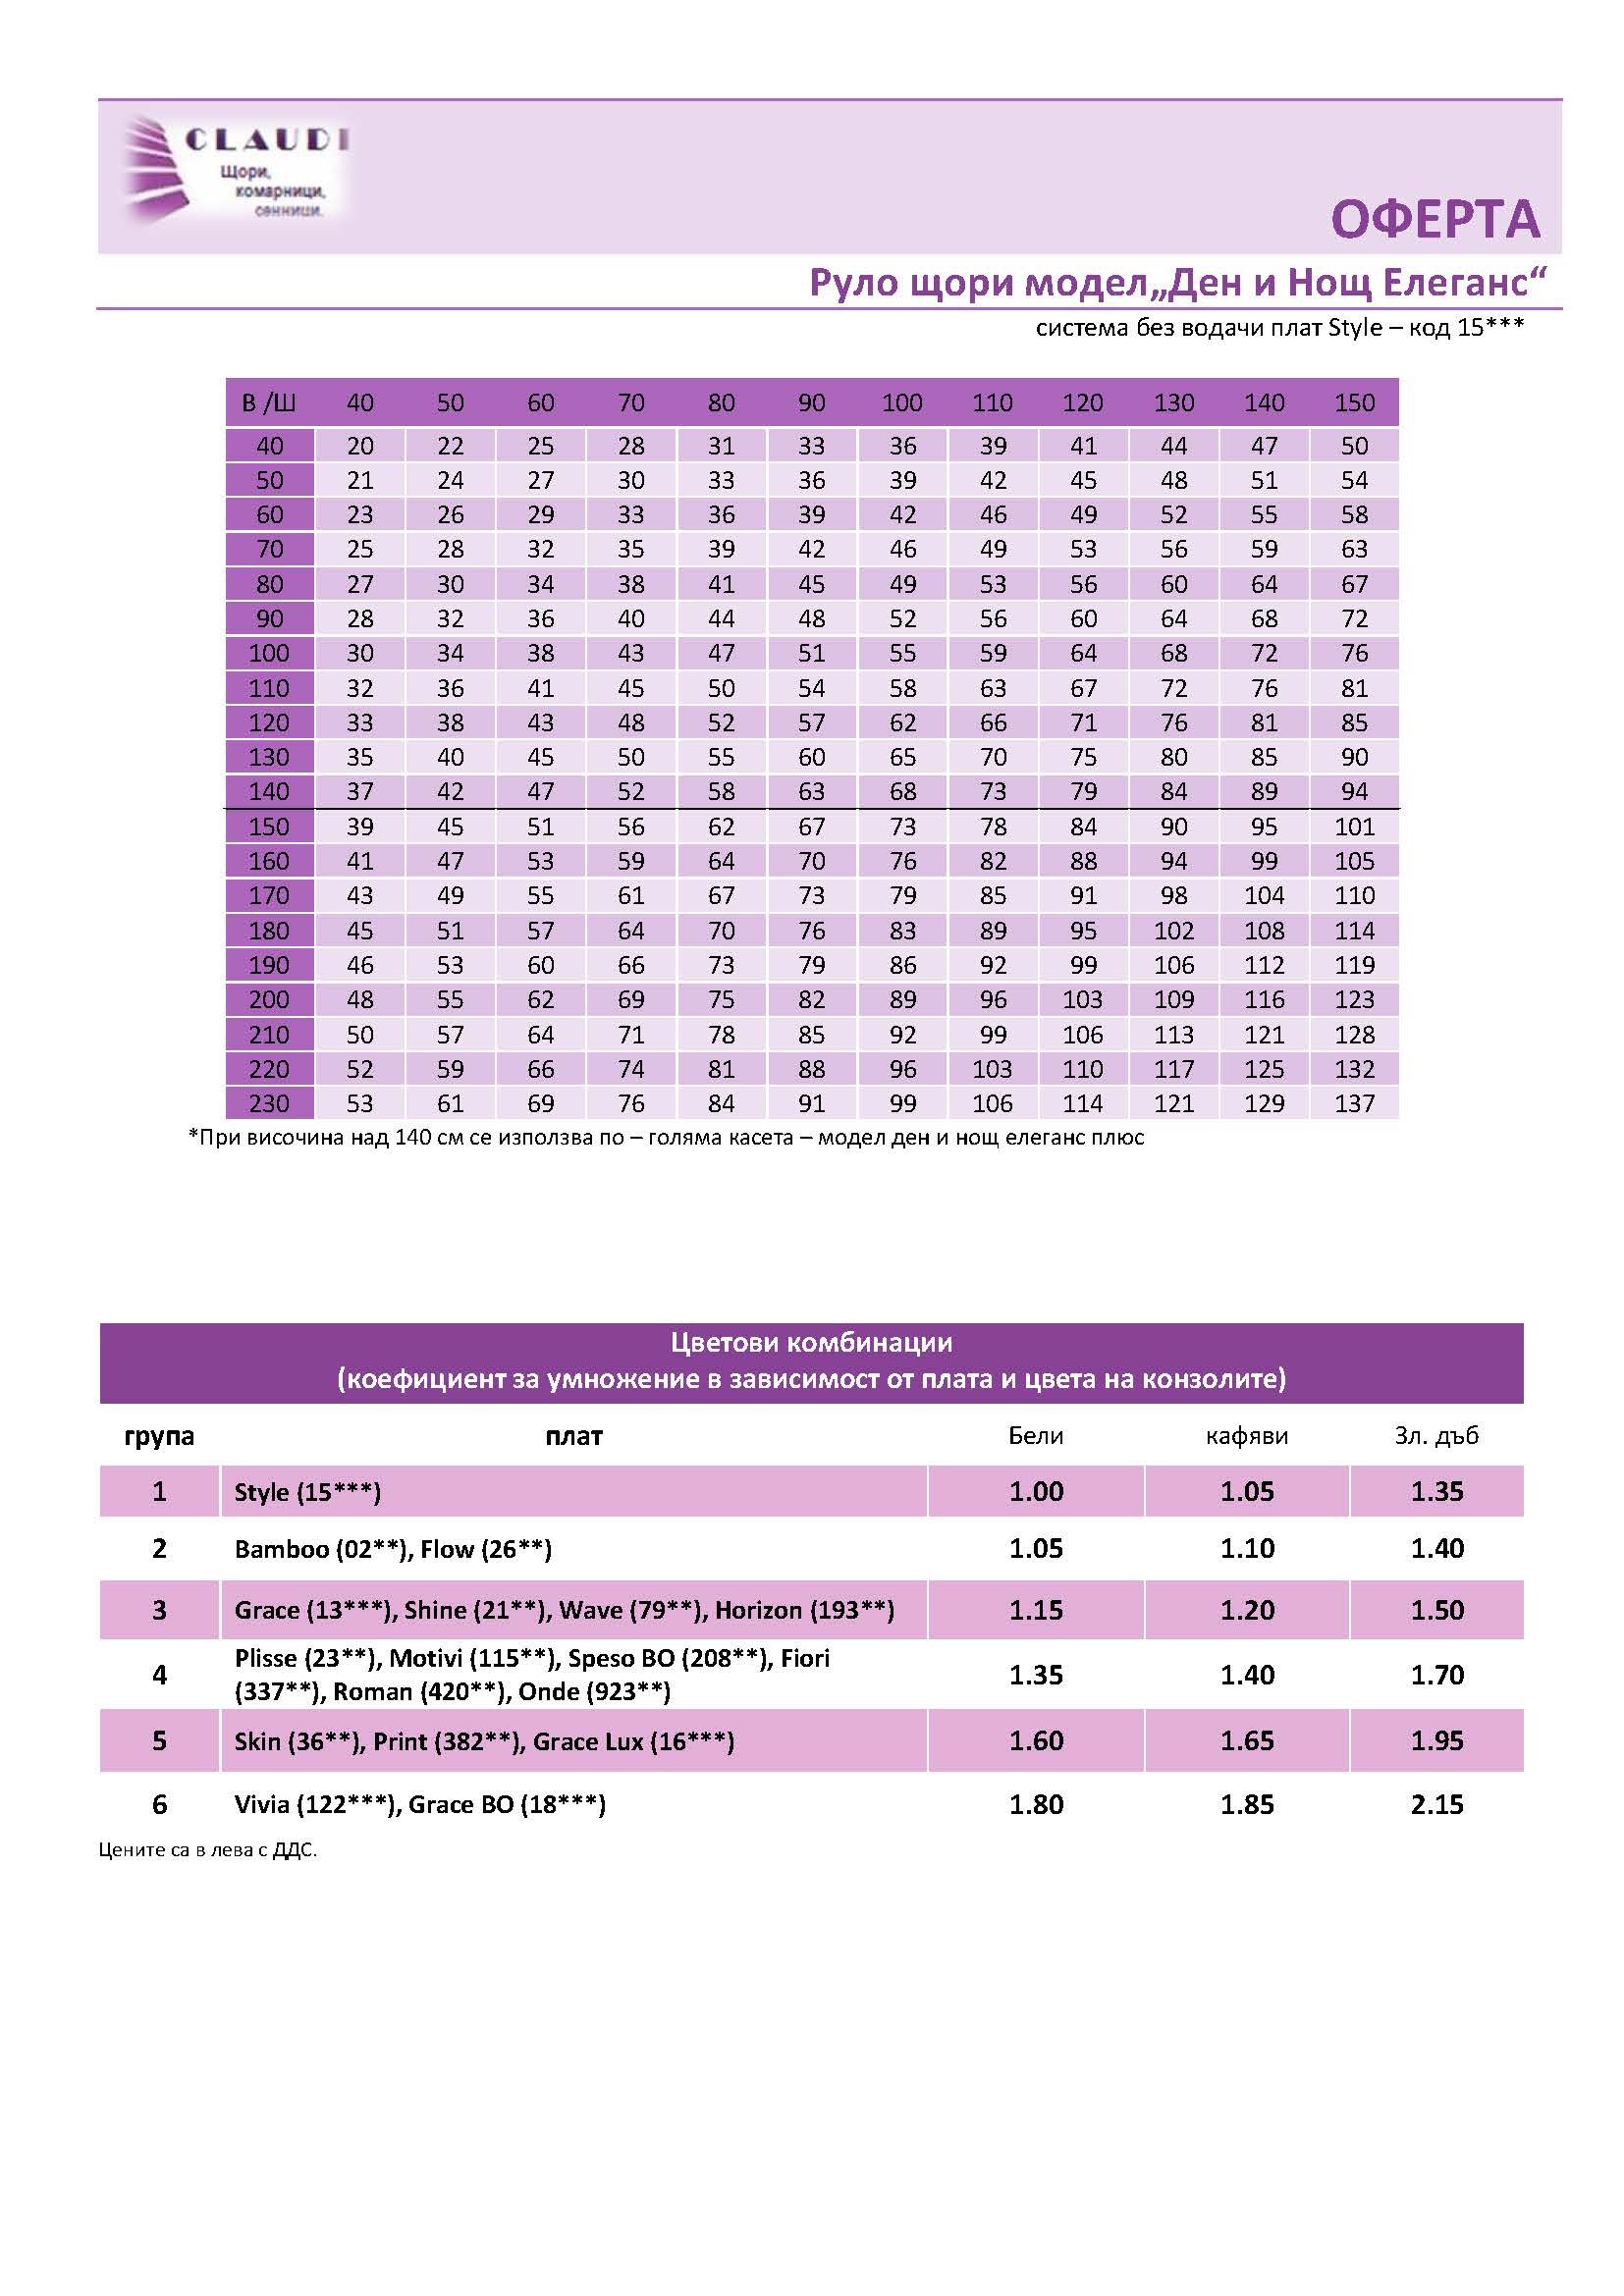 CLAUDI
Щори,
комарници,
сенници.
ОФЕРТА
Руло щори модел„Ден и Нощ Елеганс“
система без водачи плат Style – код 15***
В /Ш 40 50 60 70 80 90 100 110 120 130 140 150
40 20 22 25 28 31 33 36 39 41 44 47 50
50 21 24 27 30 33 36 39 42 45 48 51 54
60 23 26 29 33 36 39 42 46 49 52 55 58
70 25 28 32 35 39 42 46 49 53 56 59 63
80 27 30 34 38 41 45 49 53 56 60 64 67
90 28 32 36 40 44 48 52 56 60 64 68 72
100 30 34 38 43 47 51 55 59 64 68 72 76
110 32 36 41 45 50 54 58 63 67 72 76 81
120 33 38 43 48 52 57 62 66 71 76 81 85
130 35 40 45 50 55 60 65 70 75 80 85 90
140 37 42 47 52 58 63 68 73 79 84 89 94
150 39 45 51 56 62 67 73 78 84 90 95 101
160 41 47 53 59 64 70 76 82 88 94 99 105
170 43 49 55 61 67 73 79 85 91 98 104 110
180 45 51 57 64 70 76 83 89 95 102 108 114
190 46 53 60 66 73 79 86 92 99 106 112 119
200 48 55 62 69 75 82 89 96 103 109 116 123
210 50 57 64 71 78 85 92 99 106 113 121 128
220 52 59 66 74 81 88 96 103 110 117 125 132
230 53 61 69 76 84 91 99 106 114 121 129 137
*При височина над 140 см се използва по – голяма касета – модел ден и нощ елеганс плюс
Цветови комбинации
(коефициент за умножение в зависимост от плата и цвета на конзолите)
група плат Бели кафяви Зл. дъб
1 Style (15***) 1.00 1.05 1.35
2 Bamboo (02**), Flow (26**) 1.05 1.10 1.40
3 Grace (13***), Shine (21**), Wave (79**), Horizon (193**) 1.15 1.20 1.50
4 Plisse (23**), Motivi (115**), Speso BO (208**), Fiori
(337**), Roman (420**), Onde (923**) 1.35 1.40 1.70
5 Skin (36**), Print (382**), Grace Lux (16***) 1.60 1.65 1.95
6 Vivia (122***), Grace BO (18***) 1.80 1.85 2.15
Цените са в лева с ДДС.